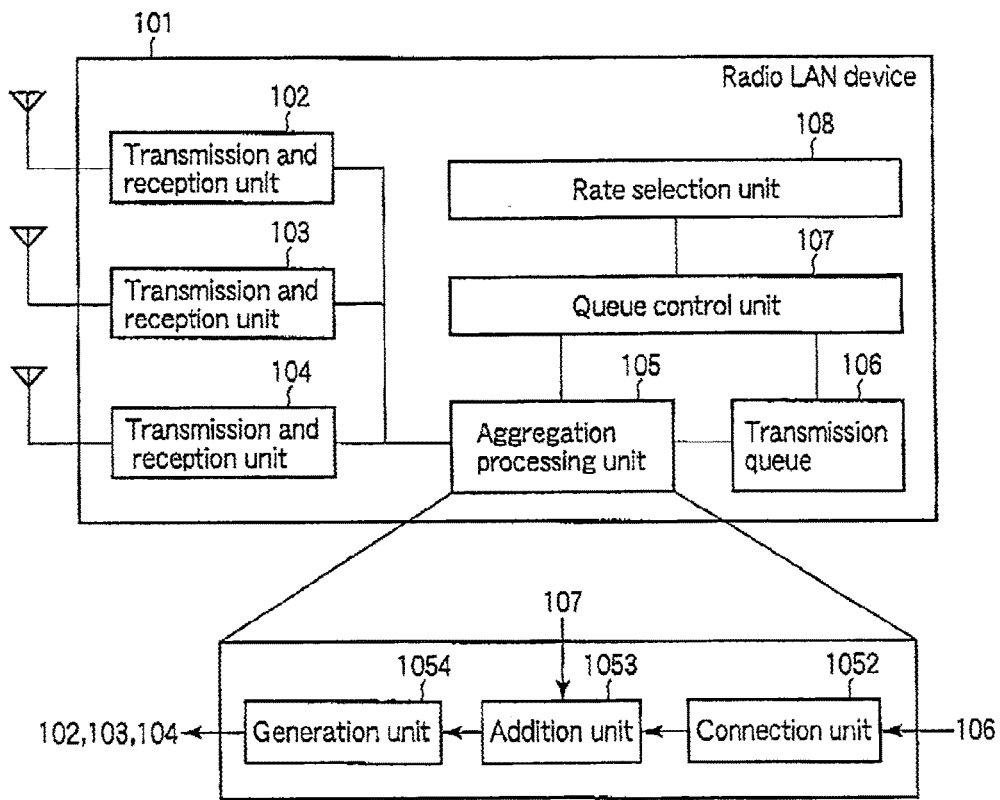 101
Radio LAN device
102
Transmission and
reception unit
108
Rate selection unit
103
Transmission and
reception unit
107
Queue control unit
104
Transmission and
reception unit
105
Aggregation
processing unit
106
Transmission
queue
107
1054
Generation unit
1053
Addition unit
1052
Connection unit
102,103,104
106